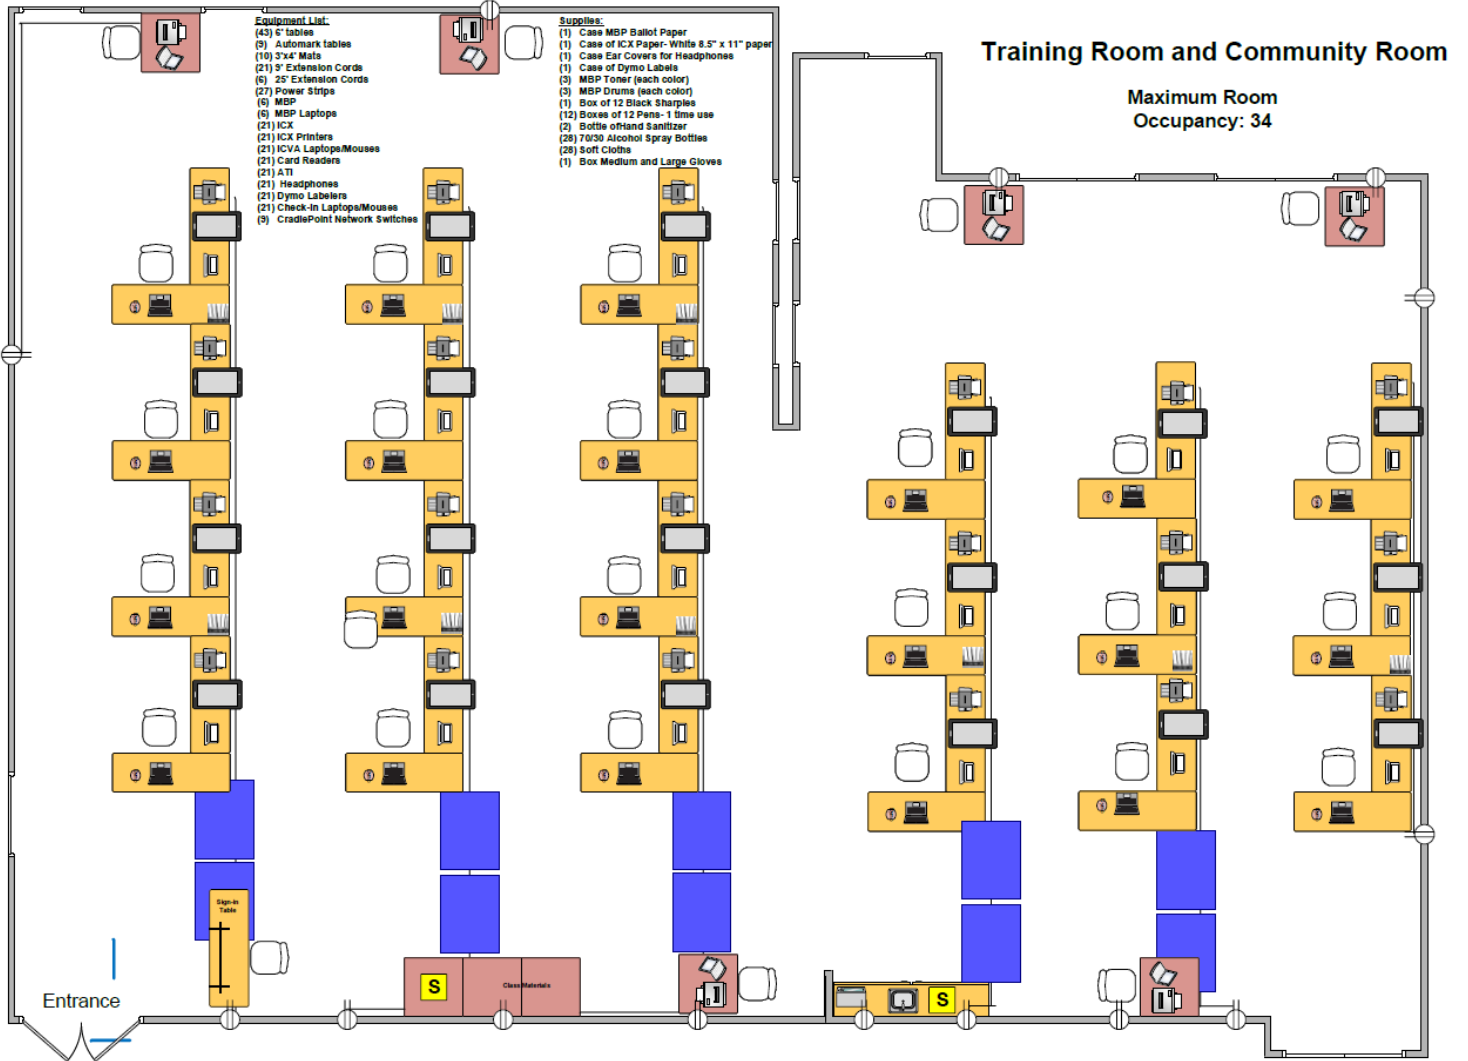 Equipment List:
(43) 6' tables
(9) Automark tables
(10) 3'x4' Mats
(21) 9' Extension Cords
(6) 25' Extension Cords
(27) Power Strips
(6) MBP
(6) MBP Laptops
(21) ICX
(21) ICX Printers
(21) ICVA Laptops/Mouses
(21) Card Readers
(21) ATI
(21) Headphones
(21) Dymo Labelers
(21) Check-In Laptops/Mouses
(9) CradlePoint Network Switches
Supplies:
(1) Case MBP Ballot Paper
(1) Case of ICX Paper- White 8.5" x 11" paper
(1) Case Ear Covers for Headphones
(1) Case of Dymo Labels
(3) MBP Toner (each color)
(3) MBP Drums (each color)
(1) Box of 12 Black Sharpies
(12) Boxes of 12 Pens- 1 time use
(2) Bottle ofHand Sanitizer
(28) 70/30 Alcohol Spray Bottles
(28) Soft Cloths
(1) Box Medium and Large Gloves
Training Room and Community Room
Maximum Room
Occupancy: 34
Sign-in
Table
Entrance
S
Class Materials
S